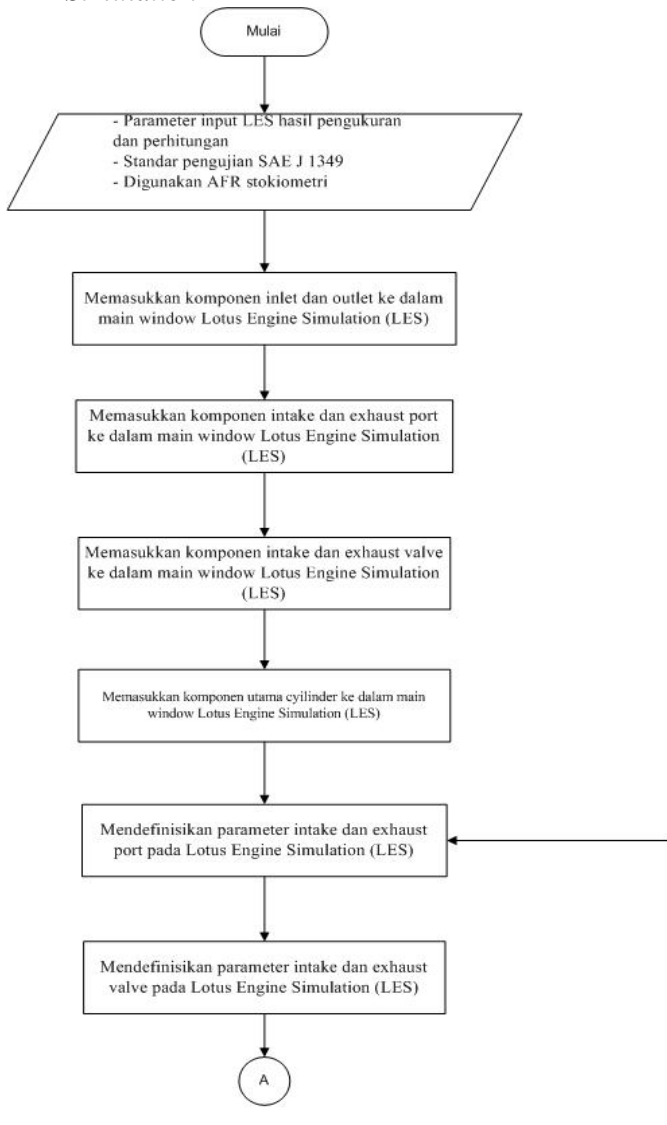 Mulai
- Parameter input LES hasil pengukuran
dan perhitungan
- Standar pengujian SAE J 1349
- Digunakan AFR stokiometri
Memasukkan komponen inlet dan outlet ke dalam
main window Lotus Engine Simulation (LES)
Memasukkan komponen intake dan exhaust port
ke dalam main window Lotus Engine Simulation
(LES)
Memasukkan komponen intake dan exhaust valve
ke dalam main window Lotus Engine Simulation
(LES)
Memasukkan komponen utama cyilinder ke dalam main
window Lotus Engine Simulation (LES)
Mendefinisikan parameter intake dan exhaust
port pada Lotus Engine Simulation (LES)
Mendefinisikan parameter intake dan exhaust
valve pada Lotus Engine Simulation (LES)
A